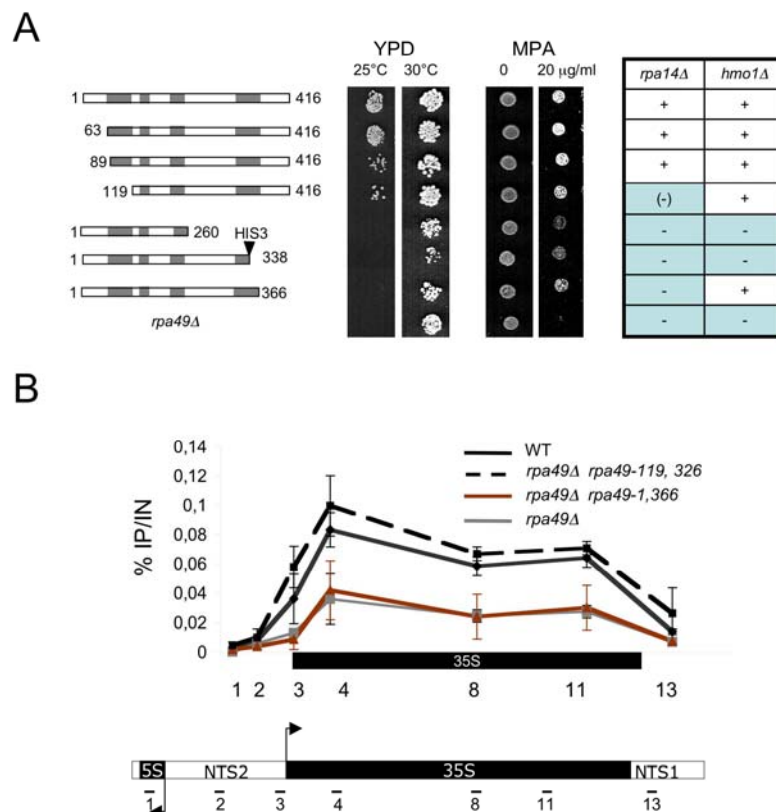 A
YPD MPA
25°C 30°C 0 20 µg/ml rpa14Δ hmo1Δ
1 416 + +
63 416 + +
89 416 + +
119 416 (-) +
1 260 - -
HIS3
1 338 - -
1 366 - +
rpa49Δ - -
B
0,14
0,12
0,1
0,08
0,06
0,04
0,02
0
% IP/IN
WT
rpa49Δ rpa49-119, 326
rpa49Δ rpa49-1,366
rpa49Δ
35S
1 2 3 4 8 11 13
5S NTS2 35S NTS1
1 2 3 4 8 11 13